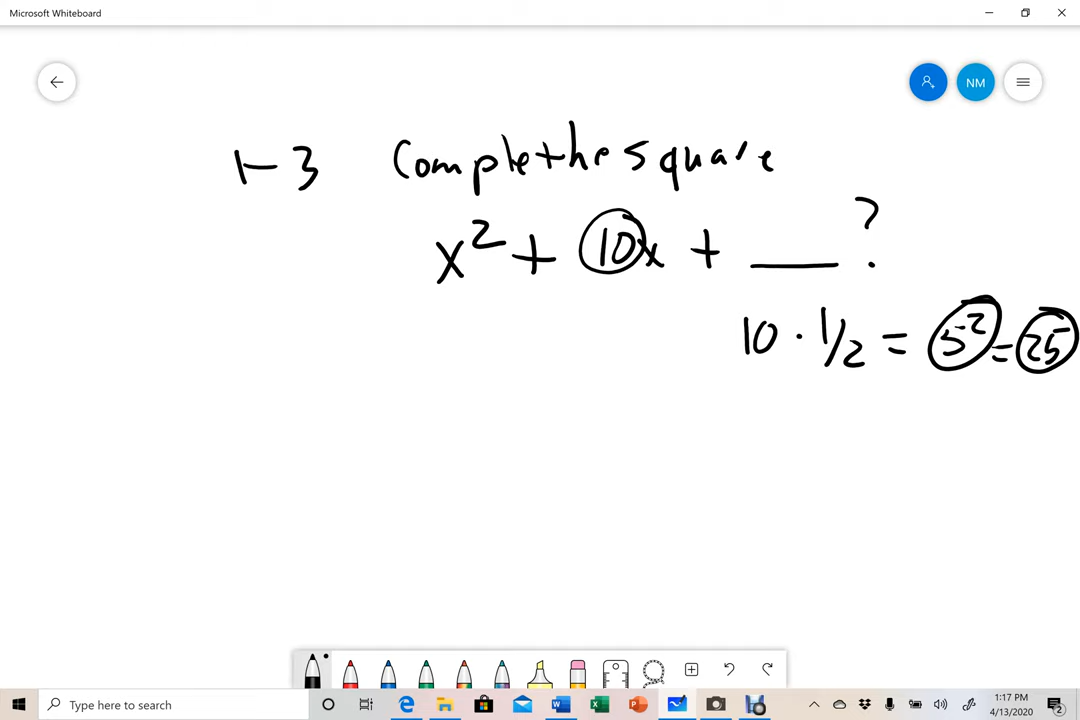 Microsoft Whiteboard
NM
1-3 Complete the square
x² + 10x + ___ ?
10 · 1/2 = 5² = 25
Type here to search
1:17 PM
4/13/2020
2